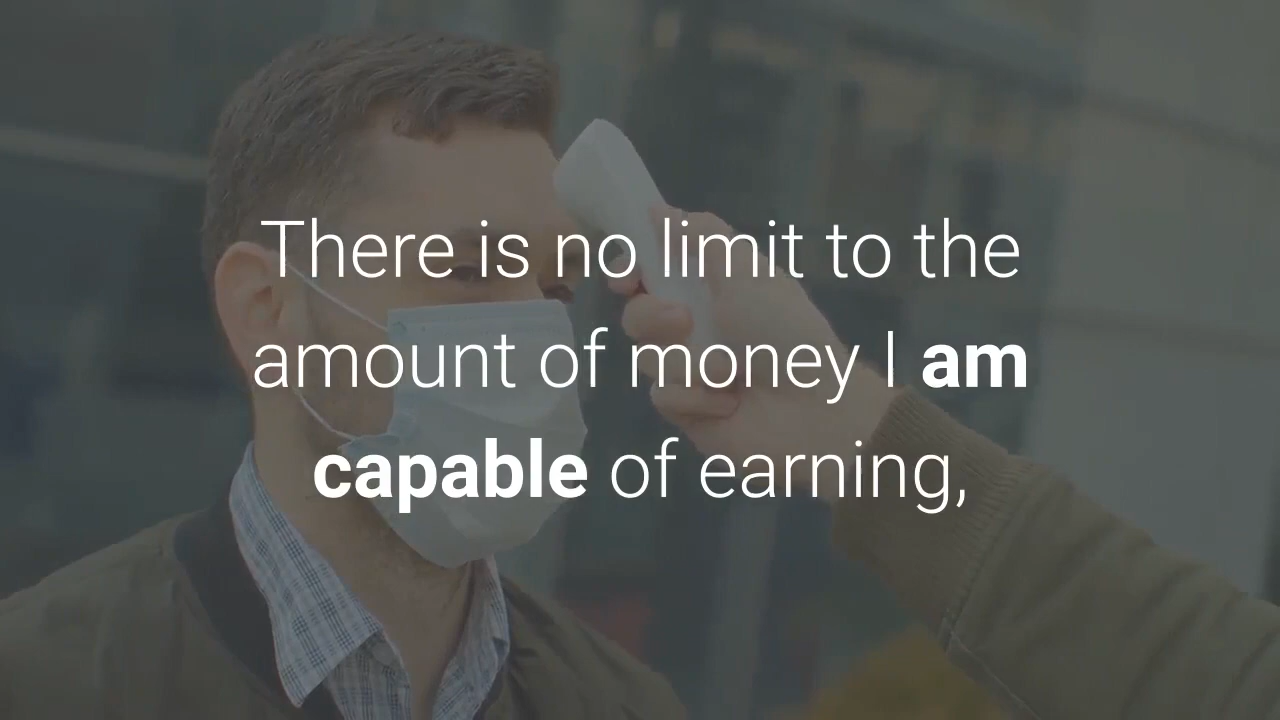 There is no limit to the
amount of money I am
capable of earning,